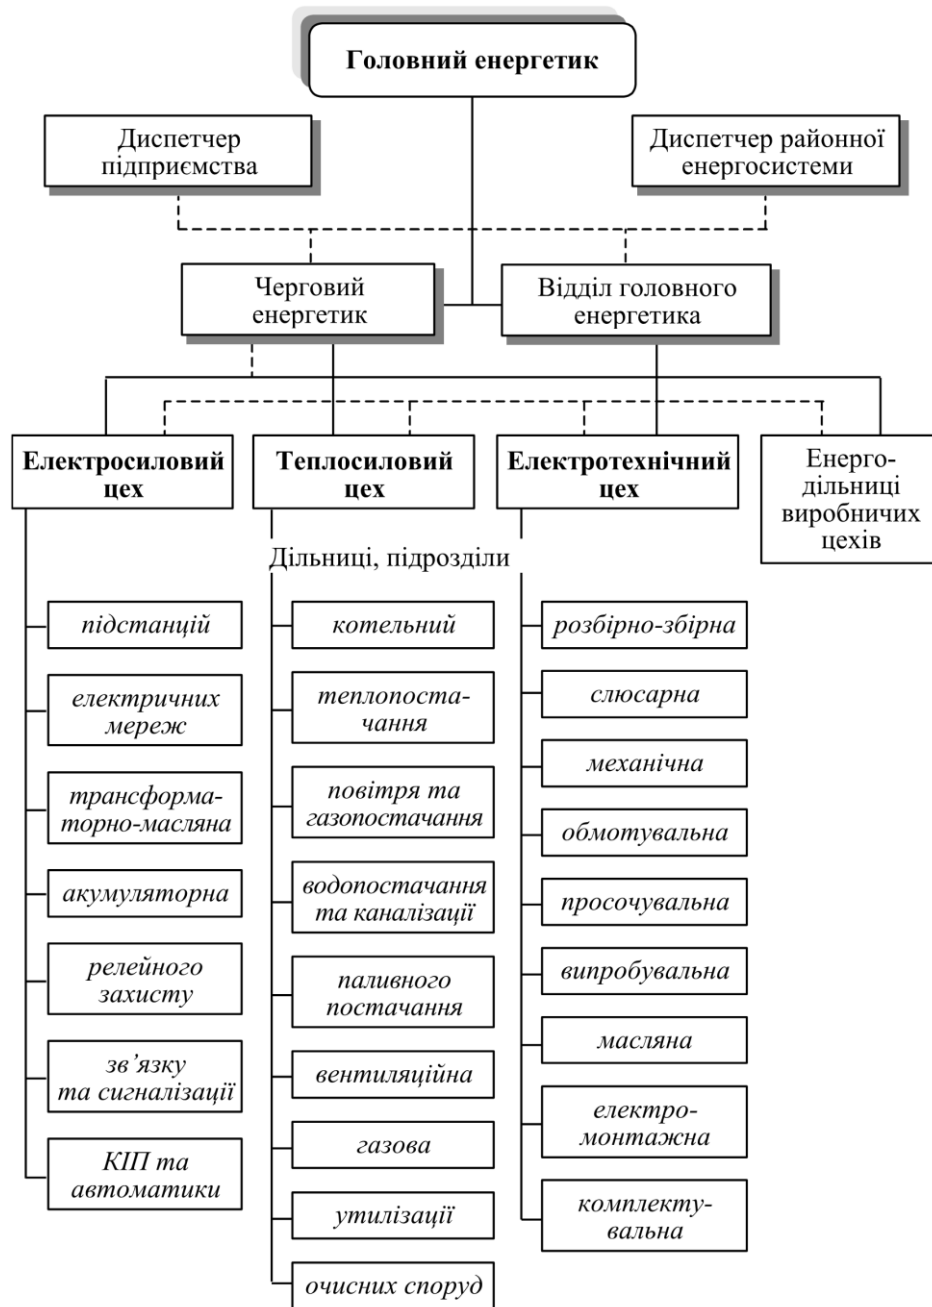 Головний енергетик
Диспетчер
підприємства
Диспетчер районної
енергосистеми
Черговий
енергетик
Відділ головного
енергетика
Електросиловий
цех
Теплосиловий
цех
Електротехнічний
цех
Енерго-
дільниці
виробничих
цехів
Дільниці, підрозділи
підстанцій
електричних
мереж
трансформа-
торно-масляна
акумуляторна
релейного
захисту
зв’язку
та сигналізації
КІП та
автоматики
котельний
теплопоста-
чання
повітря та
газопостачання
водопостачання
та каналізації
паливного
постачання
вентиляційна
газова
утилізації
очисних споруд
розбірно-збірна
слюсарна
механічна
обмотувальна
просочувальна
випробувальна
масляна
електро-
монтажна
комплекту-
вальна